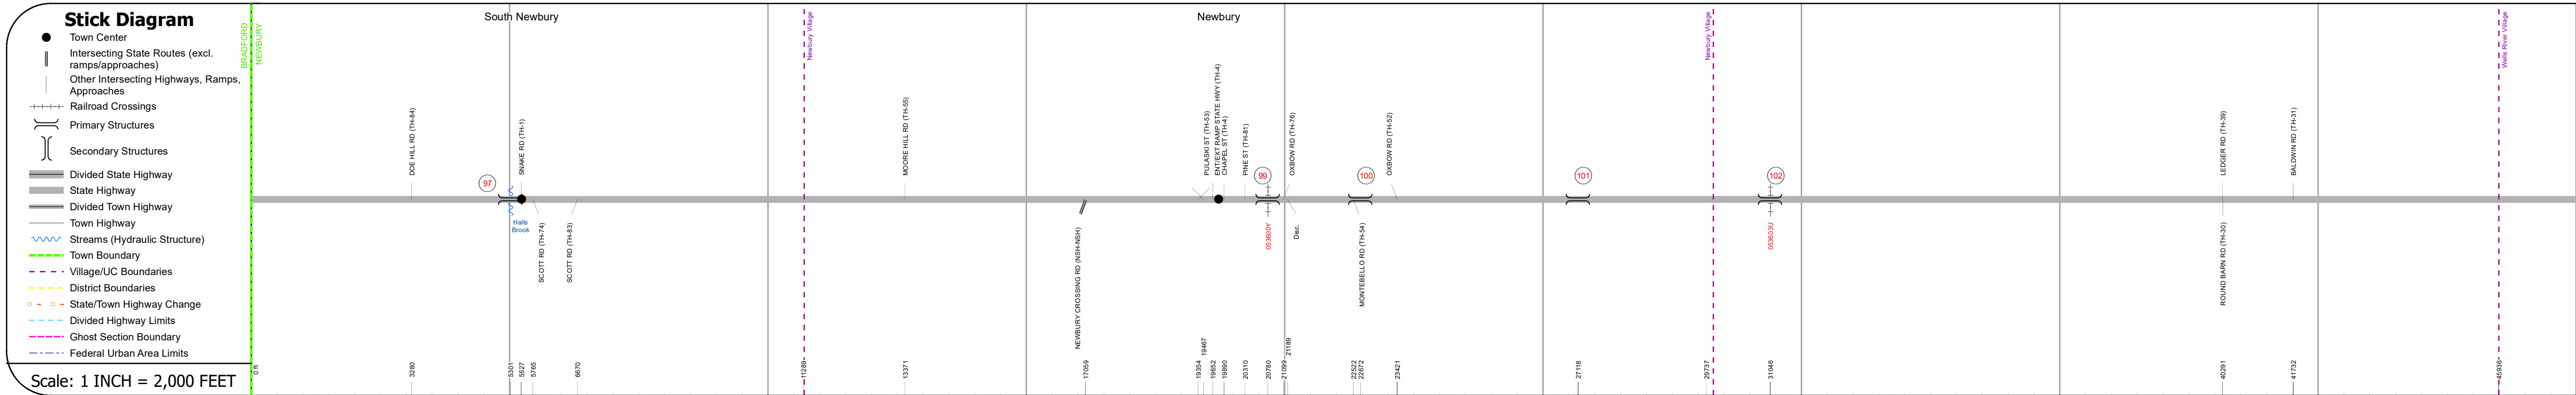 Stick Diagram
Town Center
Intersecting State Routes (excl.
ramps/approaches)
Other Intersecting Highways, Ramps,
Approaches
Railroad Crossings
Primary Structures
Secondary Structures
Divided State Highway
State Highway
Divided Town Highway
Town Highway
Streams (Hydraulic Structure)
Town Boundary
Village/UC Boundaries
District Boundaries
State/Town Highway Change
Divided Highway Limits
Ghost Section Boundary
Federal Urban Area Limits
Scale: 1 INCH = 2,000 FEET
BRADFORD
NEWBURY
South Newbury
Newbury Village
Newbury
Newbury Village
Wells River Village
DOE HILL RD (TH-84)
97
SNAKE RD (TH-1)
Halls
Brook
SCOTT RD (TH-74)
SCOTT RD (TH-83)
MOORE HILL RD (TH-55)
NEWBURY CROSSING RD (NSH-NSH)
PULASKI ST (TH-53)
ENT/EXT RAMP STATE HWY (TH-4)
CHAPEL ST (TH-4)
PINE ST (TH-81)
99
053600Y
OXBOW RD (TH-76)
Disc.
100
MONTEBELLO RD (TH-54)
OXBOW RD (TH-52)
101
102
053603U
LEDGER RD (TH-39)
ROUND BARN RD (TH-30)
BALDWIN RD (TH-31)
0 ft
3280
5301
5527
5765
6670
11289
13371
17059
19354
19467
19652
19890
20310
20780
21099
21189
22522
22672
23421
27118
29737
31046
40291
41732
45936